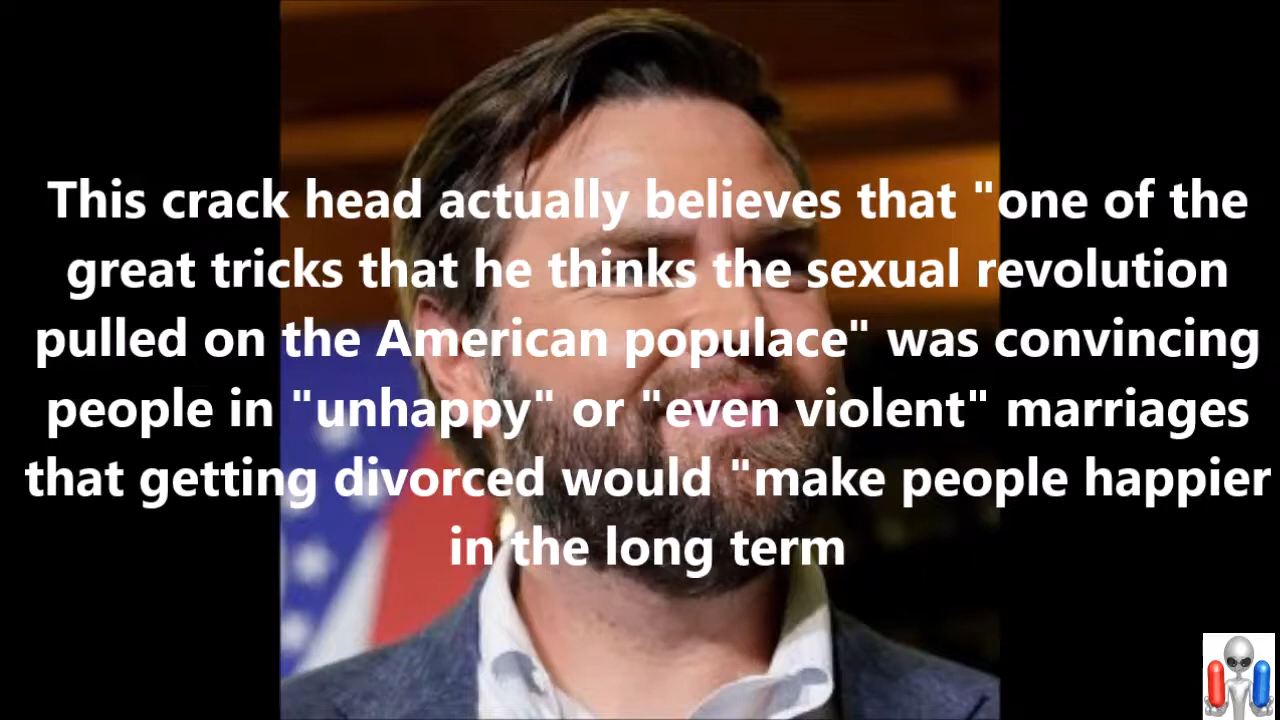 This crack head actually believes that "one of the
great tricks that he thinks the sexual revolution
pulled on the American populace" was convincing
people in "unhappy" or "even violent" marriages
that getting divorced would "make people happier
in the long term